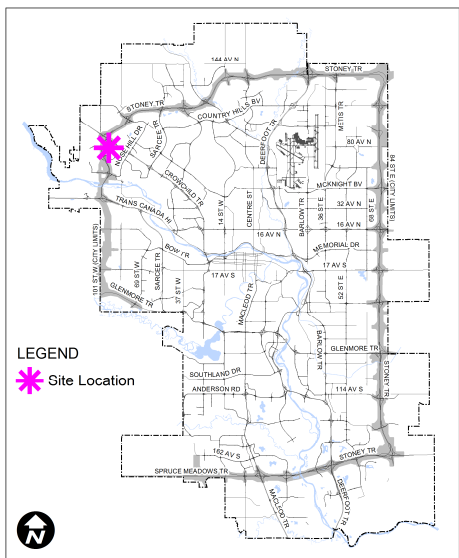 144 AV N
STONEY TR
STONEY TR
COUNTRY HILLS BV
SARCEE TR
NOSE HILL DR
DEERFOOT TR
METIS TR
80 AV N
CROWCHILD TR
MCKNIGHT BV
84 ST E (CITY LIMITS)
TRANS CANADA HI
14 ST W
CENTRE ST
BARLOW TR
36 ST E
32 AV N
68 ST E
16 AV N
16 AV N
101 ST W (CITY LIMITS)
BOW TR
MEMORIAL DR
69 ST W
SARCEE TR
37 ST W
17 AV S
17 AV S
GLENMORE TR
MACLEOD TR
52 ST E
BARLOW TR
GLENMORE TR
LEGEND
Site Location
SOUTHLAND DR
ANDERSON RD
114 AV S
STONEY TR
162 AV S
STONEY TR
SPRUCE MEADOWS TR
MACLEOD TR
DEERFOOT TR
N